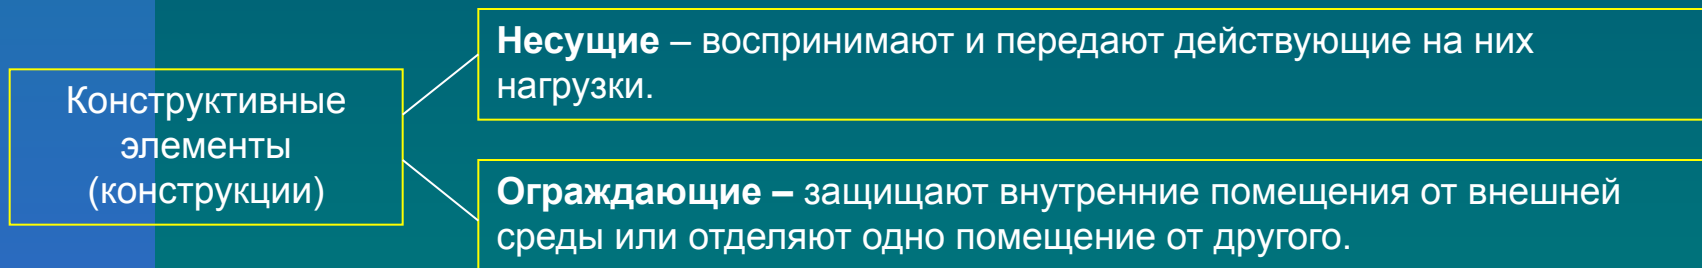 Конструктивные
элементы
(конструкции)
Несущие – воспринимают и передают действующие на них
нагрузки.
Ограждающие – защищают внутренние помещения от внешней
среды или отделяют одно помещение от другого.